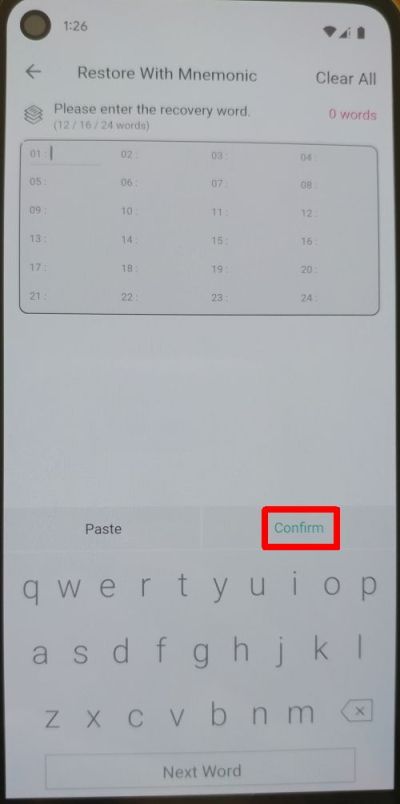 1:26
Restore With Mnemonic Clear All
Please enter the recovery word. 0 words
(12 / 16 / 24 words)
01 : 02 : 03 : 04 :
05 : 06 : 07 : 08 :
09 : 10 : 11 : 12 :
13 : 14 : 15 : 16 :
17 : 18 : 19 : 20 :
21 : 22 : 23 : 24 :
Paste Confirm
q w e r t y u i o p
a s d f g h j k l
z x c v b n m
Next Word